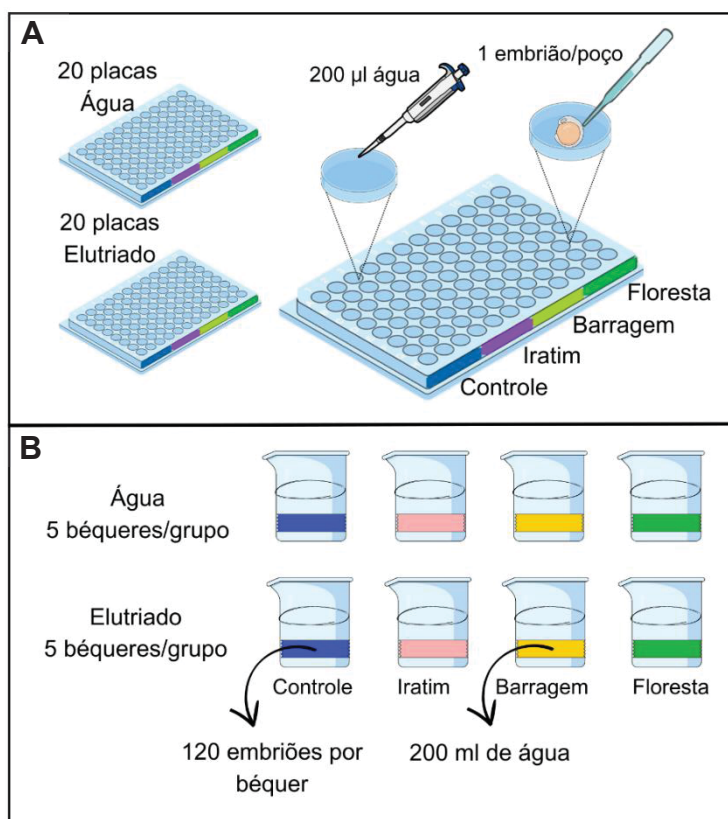 A
20 placas
Água
200 µl água
1 embrião/poço
20 placas
Elutriado
Floresta
Barragem
Iratim
Controle
B
Água
5 béqueres/grupo
Elutriado
5 béqueres/grupo
Controle
Iratim
Barragem
Floresta
120 embriões por
béquer
200 ml de água